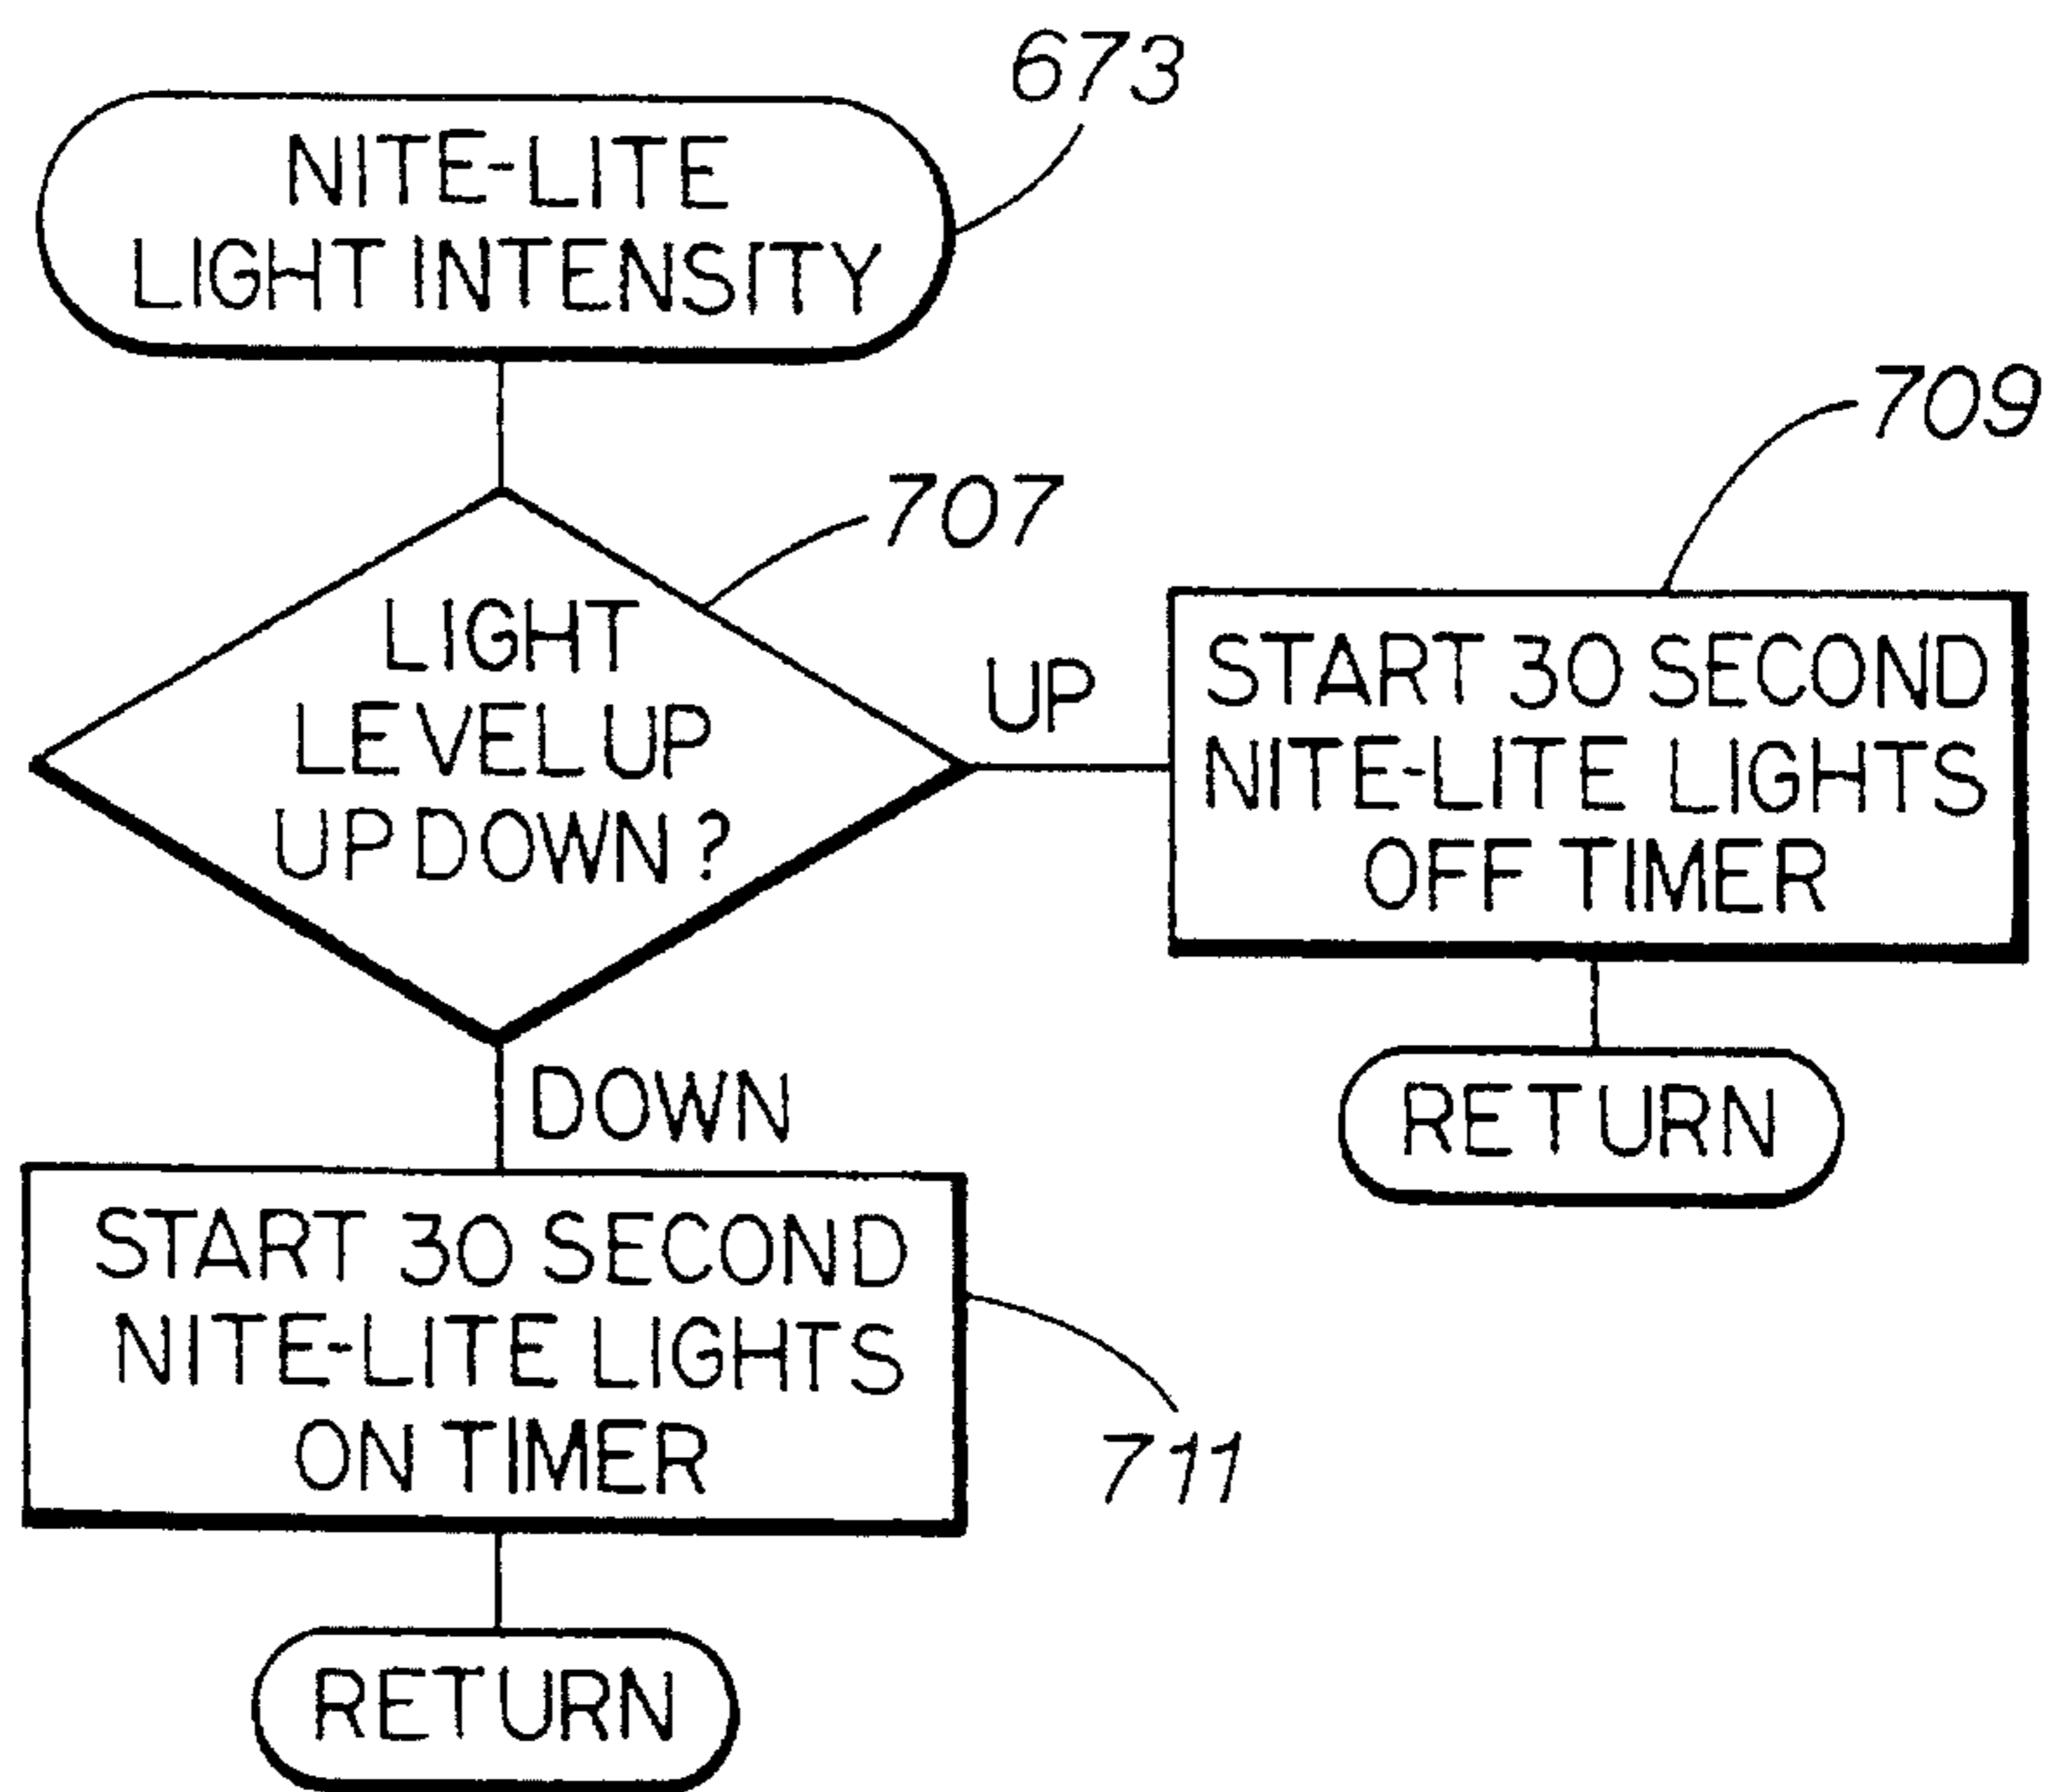 673
NITE-LITE
LIGHT INTENSITY
707
LIGHT
LEVEL UP
UP DOWN?
UP
709
START 30 SECOND
NITE-LITE LIGHTS
OFF TIMER
RETURN
DOWN
START 30 SECOND
NITE-LITE LIGHTS
ON TIMER
711
RETURN